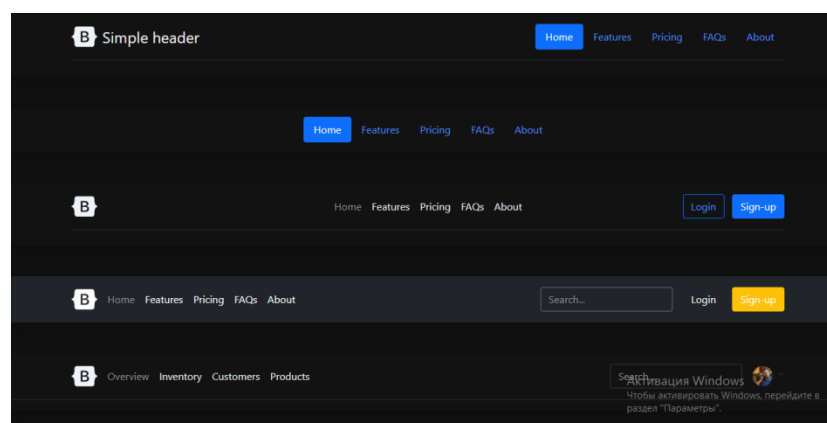 B Simple header Home Features Pricing FAQs About
Home Features Pricing FAQs About
B Home Features Pricing FAQs About Login Sign-up
B Home Features Pricing FAQs About Search... Login Sign-up
B Overview Inventory Customers Products Search...
Активация Windows
Чтобы активировать Windows, перейдите в
раздел "Параметры".